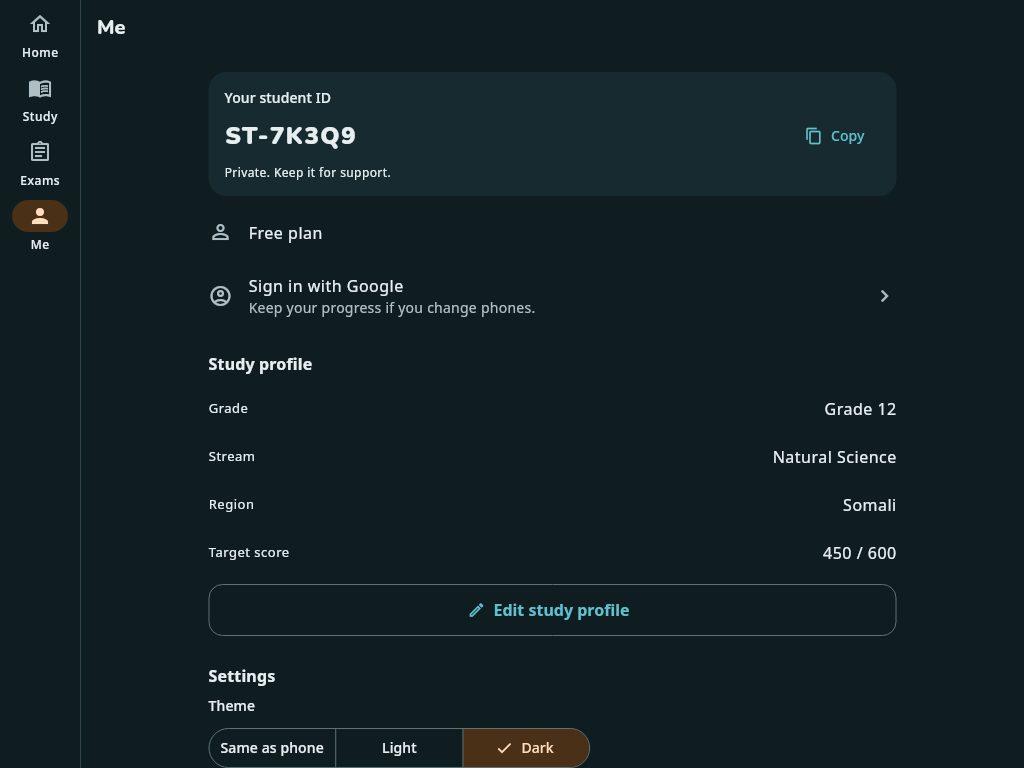 Me
Home
Study
Exams
Me
Your student ID
ST-7K3Q9
Copy
Private. Keep it for support.
Free plan
Sign in with Google
Keep your progress if you change phones.
Study profile
Grade
Grade 12
Stream
Natural Science
Region
Somali
Target score
450 / 600
Edit study profile
Settings
Theme
Same as phone
Light
Dark